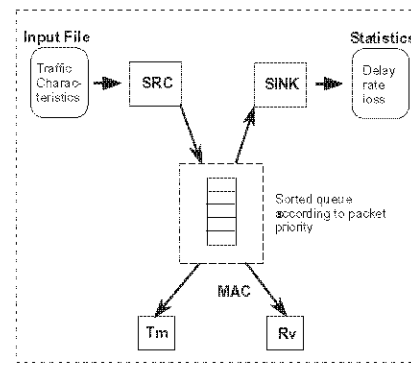 Input File
Statistics
Traffic
Charac-
teristics
SRC
SINK
Delay
rate
loss
Sorted queue
according to packet
priority
MAC
Tm
Rv